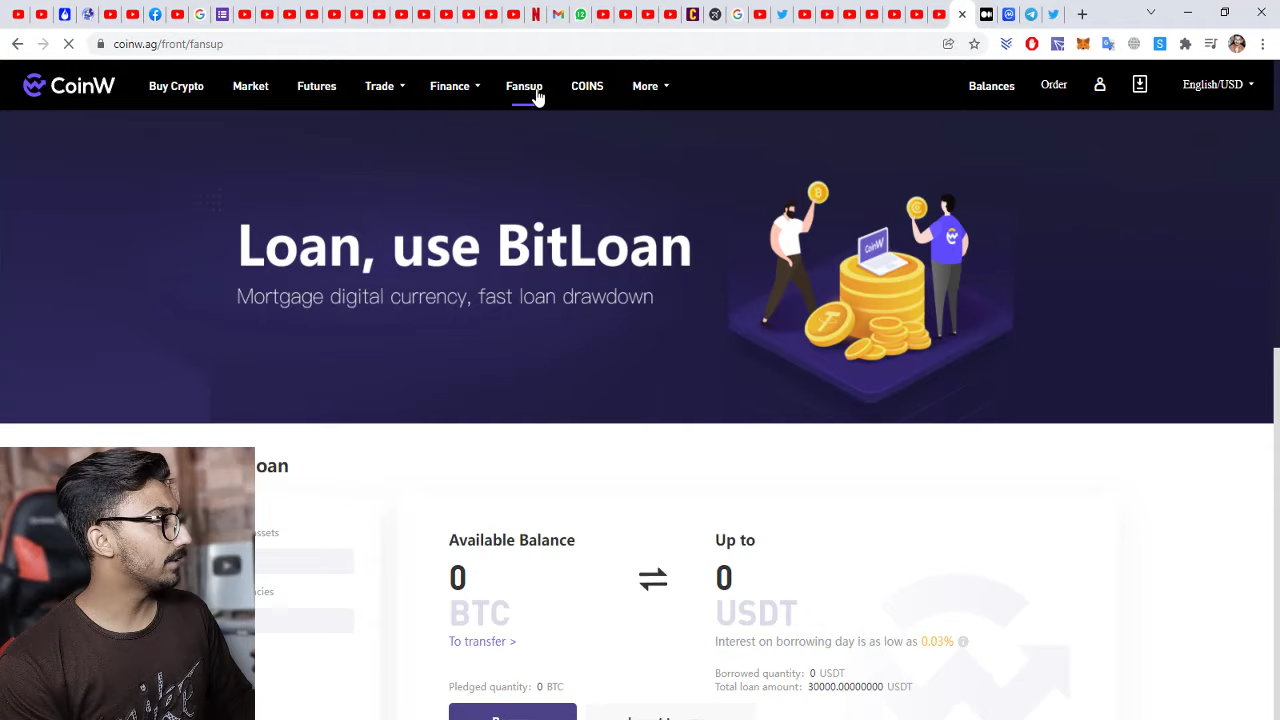 coinw.ag/front/fansup
CoinW Buy Crypto Market Futures Trade Finance Fansup COINS More Balances Order English/USD
Loan, use BitLoan
Mortgage digital currency, fast loan drawdown
CoinW
oan
assets
cies
Available Balance
0
BTC
To transfer >
Pledged quantity: 0 BTC
Up to
0
USDT
Interest on borrowing day is as low as 0.03%
Borrowed quantity: 0 USDT
Total loan amount: 30000.00000000 USDT